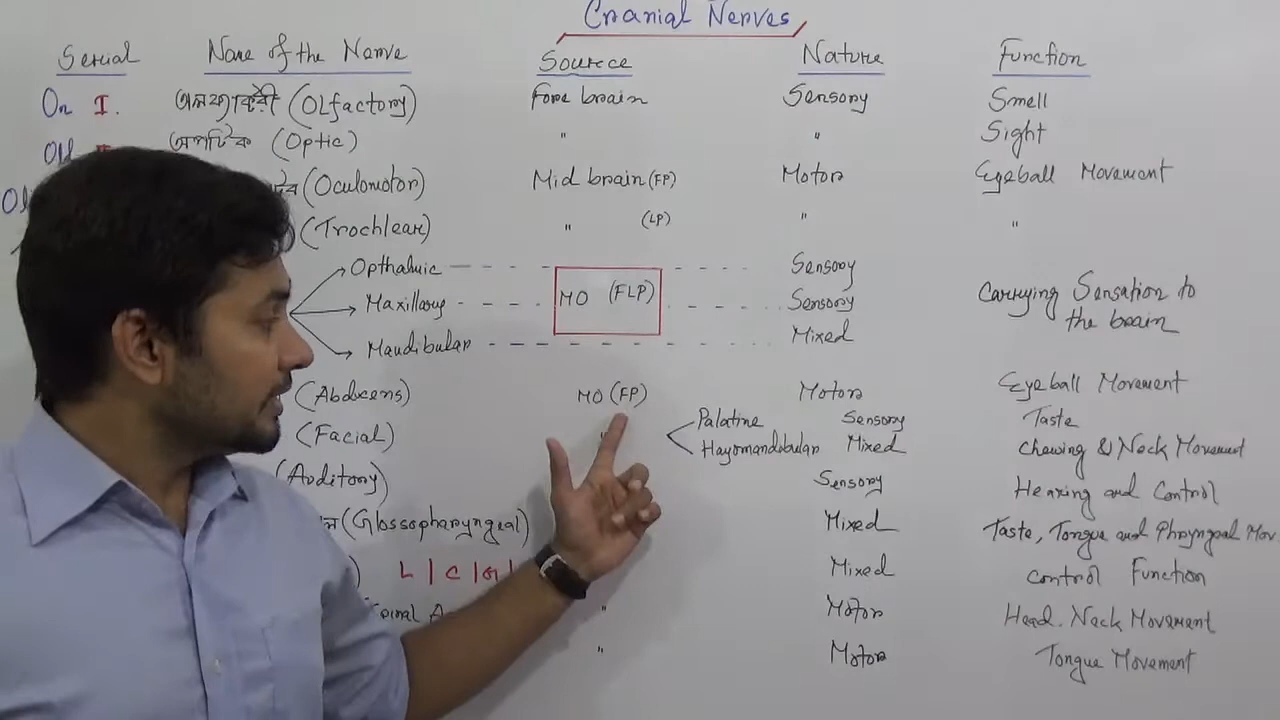 Cranial Nerves
Serial Name of the Nerve Source Nature Function
On I. অলফ্যাক্টরী (Olfactory) Fore brain Sensory Smell
Old অপটিক (Optic) " " Sight
(Oculomotor) Mid brain (FP) Motor Eyeball Movement
(Trochlear) " (LP) " "
Opthalmic Sensory
Maxillary MO (FLP) Sensory Carrying Sensation to
Mandibular Mixed the brain
(Abducens) MO (FP) Motor Eyeball Movement
Palatine Sensory Taste
(Facial) " Hayomandibular Mixed Chewing & Neck Movement
(Auditory) Sensory Hearing and Control
(Glossopharyngeal) Mixed Taste, Tongue and Pharyngeal Mov.
L | C | G | Mixed Control Function
" Motor Head. Neck Movement
" Motor Tongue Movement